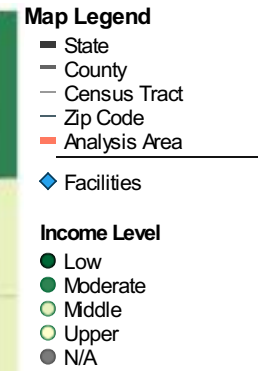 Map Legend
State
County
Census Tract
Zip Code
Analysis Area
Facilities
Income Level
Low
Moderate
Middle
Upper
N/A